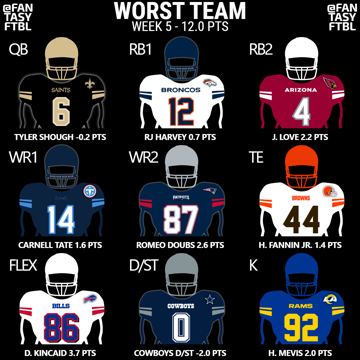 @FAN
TASY
FTBL
WORST TEAM
WEEK 5 - 12.0 PTS
@FAN
TASY
FTBL
QB
SAINTS
6
TYLER SHOUGH -0.2 PTS
RB1
BRONCOS
12
RJ HARVEY 0.7 PTS
RB2
ARIZONA
4
J. LOVE 2.2 PTS
WR1
14
CARNELL TATE 1.6 PTS
WR2
PATRIOTS
87
ROMEO DOUBS 2.6 PTS
TE
BROWNS
44
H. FANNIN JR. 1.4 PTS
FLEX
BILLS
86
D. KINCAID 3.7 PTS
D/ST
COWBOYS
0
COWBOYS D/ST -2.0 PTS
K
RAMS
92
H. MEVIS 2.0 PTS